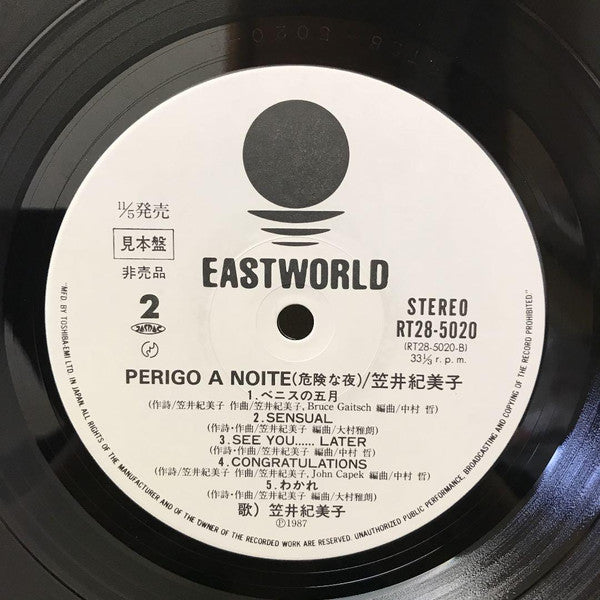 11/5発売
見本盤
非売品
EASTWORLD
2
JASRAC
STEREO
RT28-5020
(RT28-5020-B)
33⅓ r. p. m.
PERIGO A NOITE(危険な夜)/笠井紀美子
1. ベニスの五月
(作詩/笠井紀美子 作曲/笠井紀美子, Bruce Gaitsch 編曲/中村 哲)
2. SENSUAL
(作詩・作曲/笠井紀美子 編曲/大村雅朗)
3. SEE YOU...... LATER
(作詩・作曲/笠井紀美子 編曲/中村 哲)
4. CONGRATULATIONS
(作詩/笠井紀美子 作曲/笠井紀美子, John Capek 編曲/中村 哲)
5. わかれ
(作詩・作曲/笠井紀美子 編曲/大村雅朗)
歌) 笠井紀美子
Ⓟ1987
"MFD. BY TOSHIBA-EMI LTD. IN JAPAN. ALL RIGHTS OF THE MANUFACTURER AND OF THE OWNER OF THE RECORDED WORK ARE RESERVED. UNAUTHORIZED PUBLIC PERFORMANCE, BROADCASTING AND COPYING OF THE RECORD PROHIBITED"